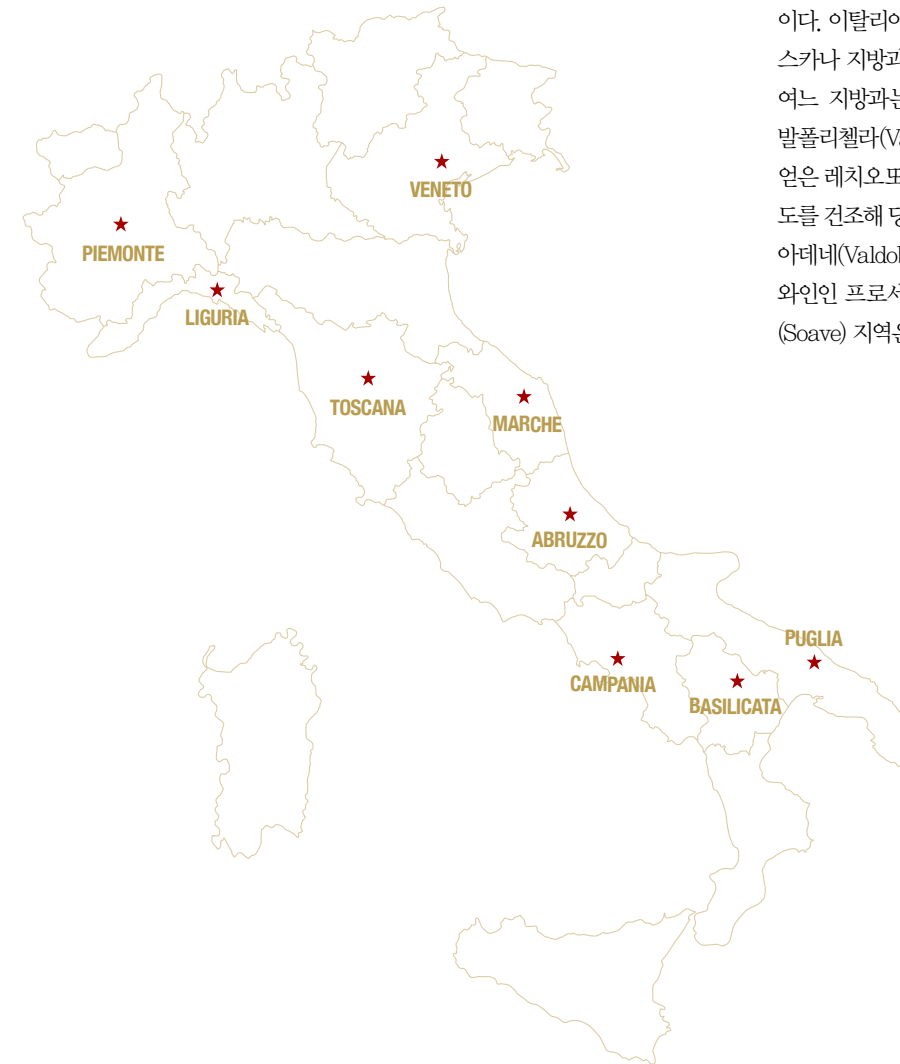 이다. 이탈리아
스카나 지방과
여느 지방과는
발폴리첼라(Va
얻은 레치오또
도를 건조해 당
아데네(Valdob
와인인 프로세
(Soave) 지역은
VENETO
PIEMONTE
LIGURIA
TOSCANA
MARCHE
ABRUZZO
PUGLIA
CAMPANIA
BASILICATA